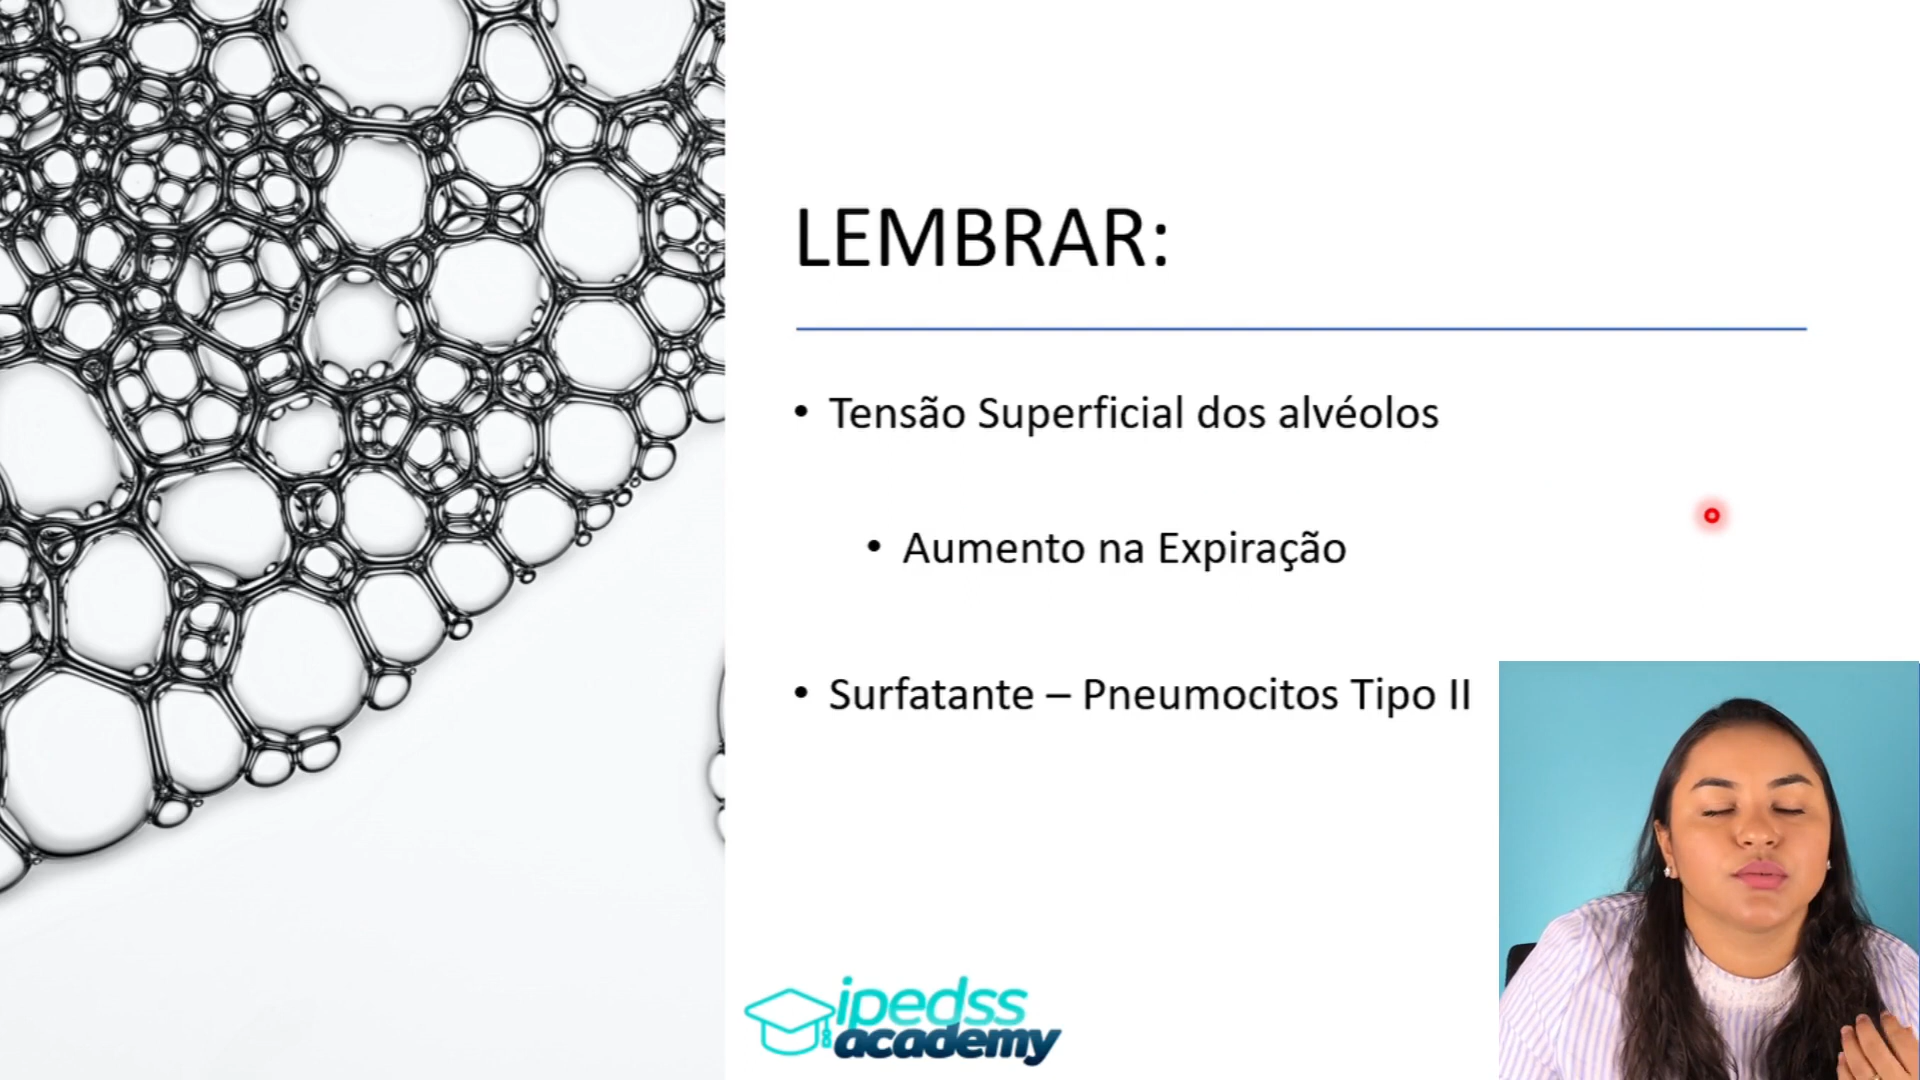 LEMBRAR:
• Tensão Superficial dos alvéolos
• Aumento na Expiração
• Surfatante – Pneumocitos Tipo II
ipedss
academy